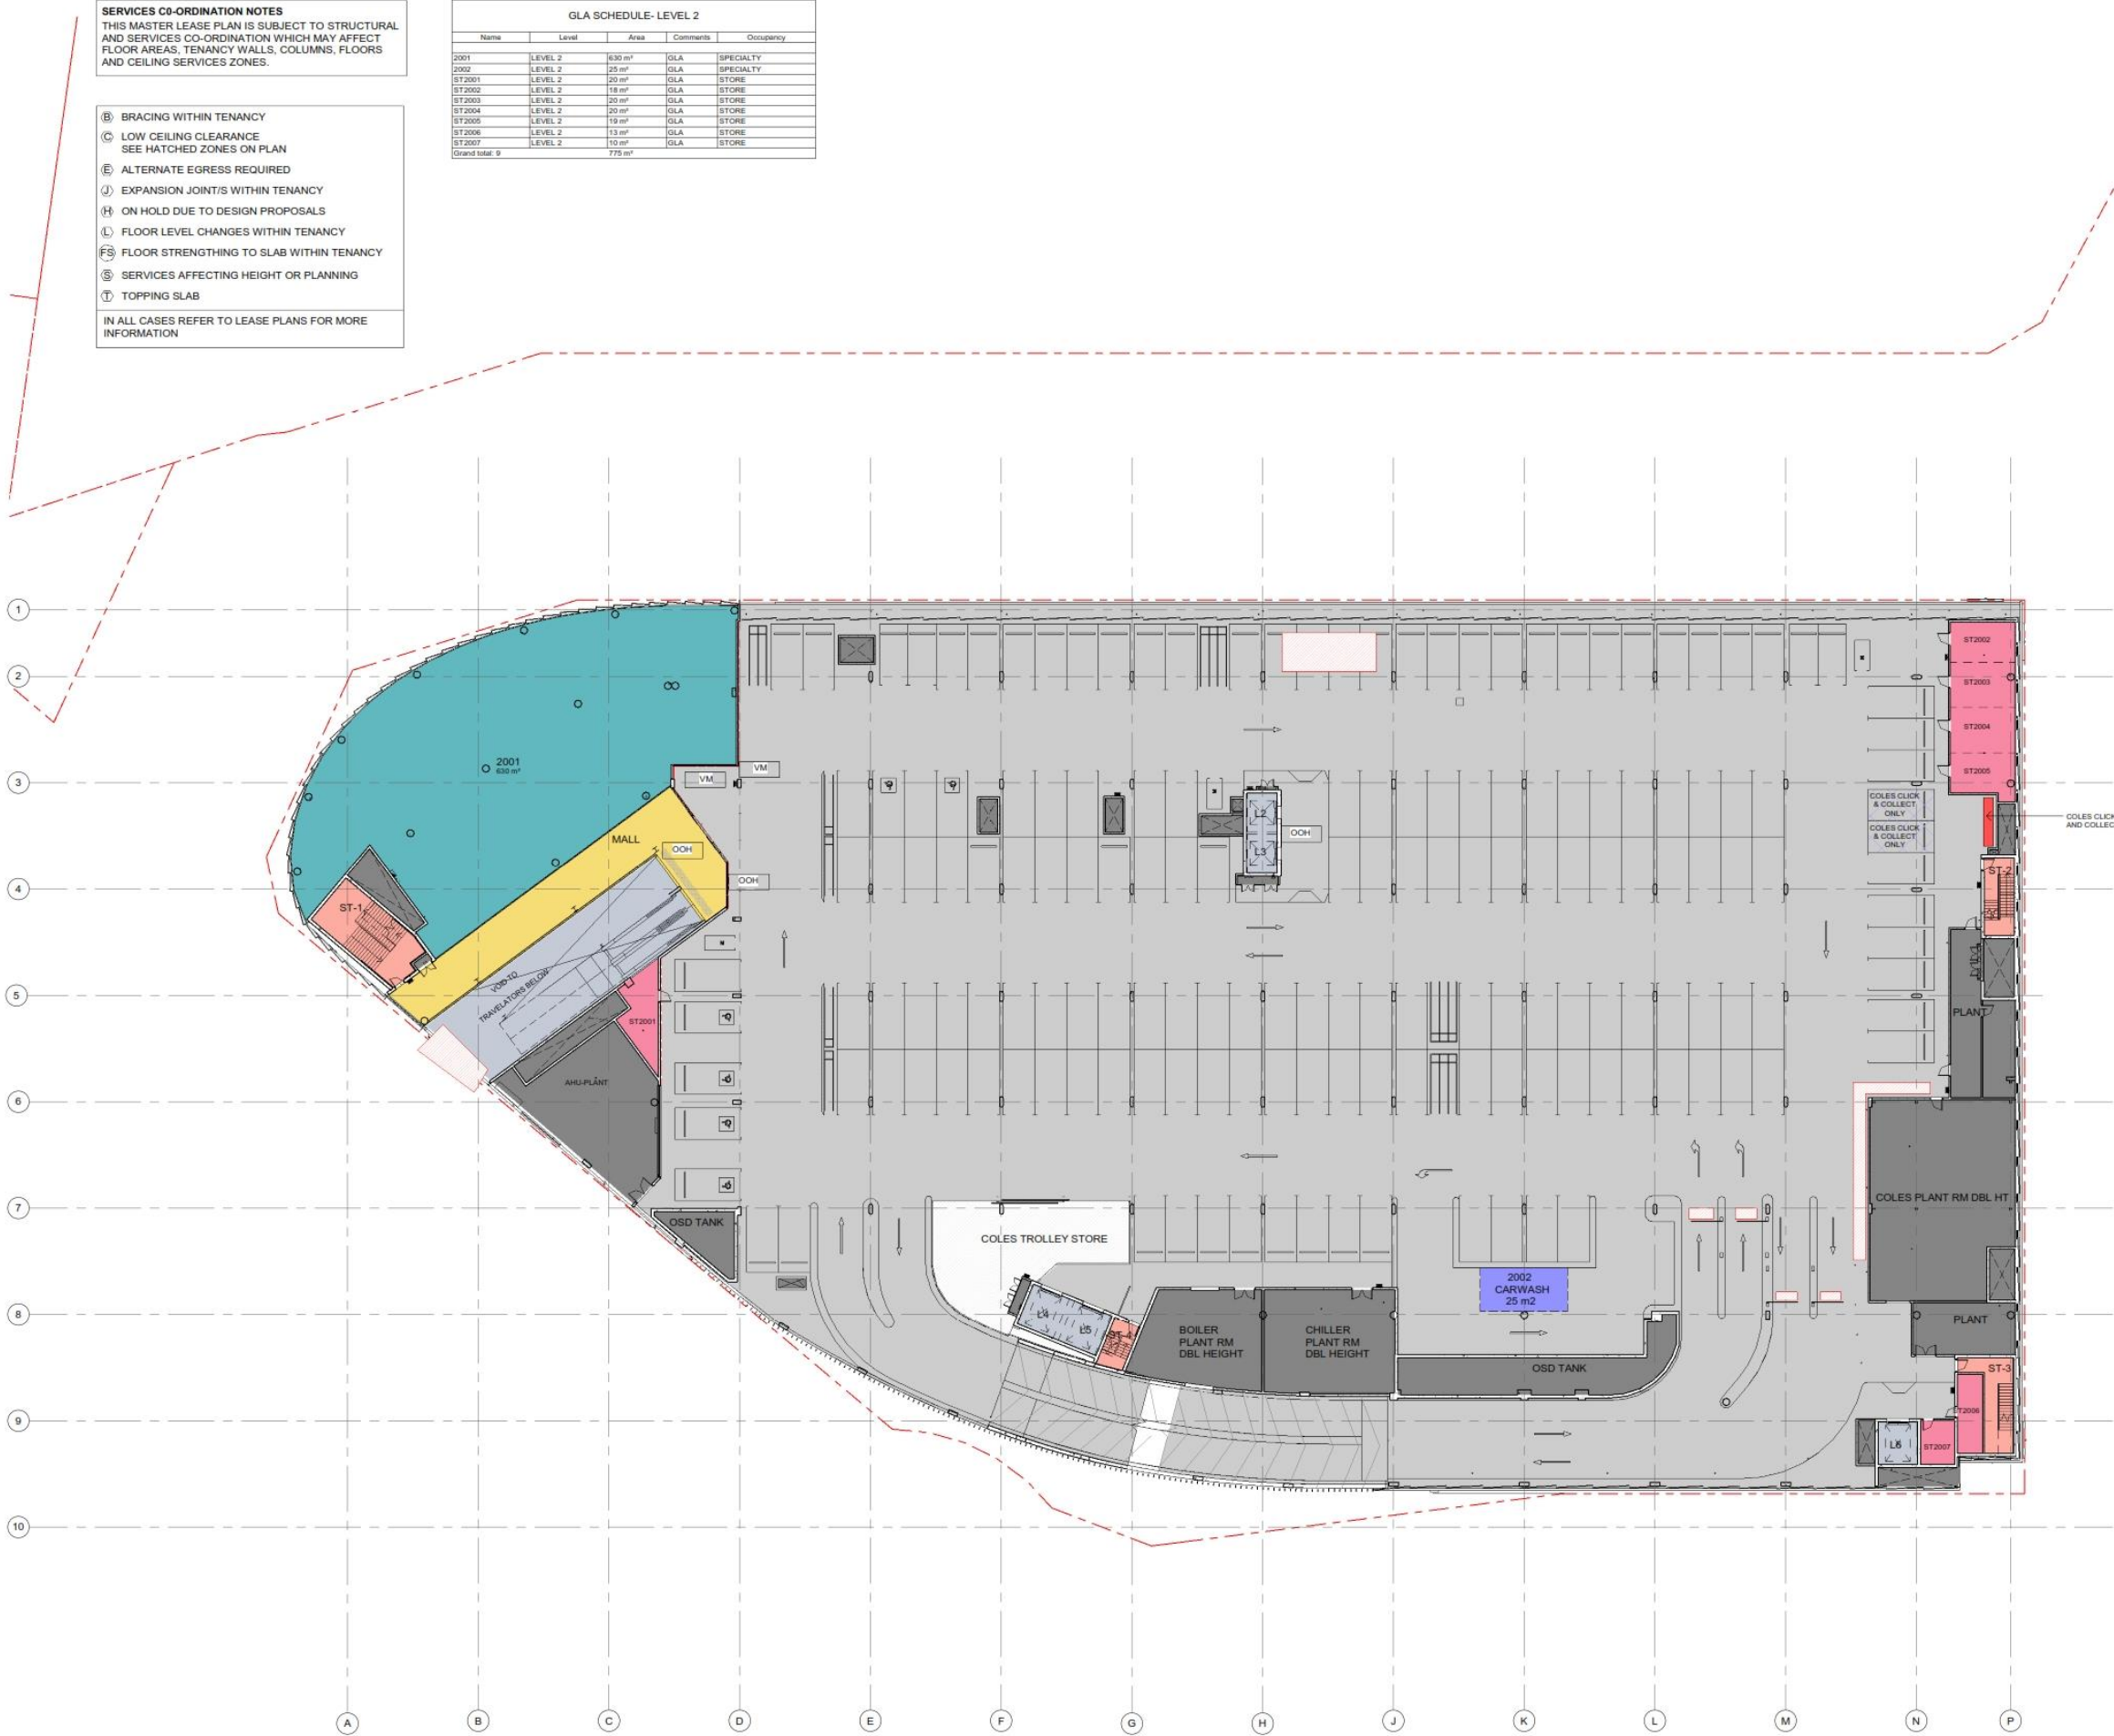 SERVICES C0-ORDINATION NOTES
THIS MASTER LEASE PLAN IS SUBJECT TO STRUCTURAL
AND SERVICES CO-ORDINATION WHICH MAY AFFECT
FLOOR AREAS, TENANCY WALLS, COLUMNS, FLOORS
AND CEILING SERVICES ZONES.
B BRACING WITHIN TENANCY
C LOW CEILING CLEARANCE
SEE HATCHED ZONES ON PLAN
E ALTERNATE EGRESS REQUIRED
J EXPANSION JOINT/S WITHIN TENANCY
H ON HOLD DUE TO DESIGN PROPOSALS
L FLOOR LEVEL CHANGES WITHIN TENANCY
FS FLOOR STRENGTHING TO SLAB WITHIN TENANCY
S SERVICES AFFECTING HEIGHT OR PLANNING
T TOPPING SLAB
IN ALL CASES REFER TO LEASE PLANS FOR MORE
INFORMATION
GLA SCHEDULE- LEVEL 2
Name Level Area Comments Occupancy
2001 LEVEL 2 630 m² GLA SPECIALTY
2002 LEVEL 2 25 m² GLA SPECIALTY
ST2001 LEVEL 2 20 m² GLA STORE
ST2002 LEVEL 2 18 m² GLA STORE
ST2003 LEVEL 2 20 m² GLA STORE
ST2004 LEVEL 2 20 m² GLA STORE
ST2005 LEVEL 2 19 m² GLA STORE
ST2006 LEVEL 2 13 m² GLA STORE
ST2007 LEVEL 2 10 m² GLA STORE
Grand total: 9 775 m²
1
2
3
4
5
6
7
8
9
10
ST2002
ST2003
ST2004
ST2005
2001
630 m²
VM
VM
MALL
OOH
OOH
L2
L3
OOH
COLES CLICK
& COLLECT
ONLY
COLES CLICK
& COLLECT
ONLY
COLES CLICK
AND COLLECT
ST-1
ST-2
VOID TO
TRAVELATORS BELOW
ST2001
PLANT
AHU-PLANT
COLES PLANT RM DBL HT
OSD TANK
COLES TROLLEY STORE
2002
CARWASH
25 m2
L4
L5
ST-4
BOILER
PLANT RM
DBL HEIGHT
CHILLER
PLANT RM
DBL HEIGHT
PLANT
OSD TANK
ST-3
T2006
L6
ST2007
A
B
C
D
E
F
G
H
J
K
L
M
N
P